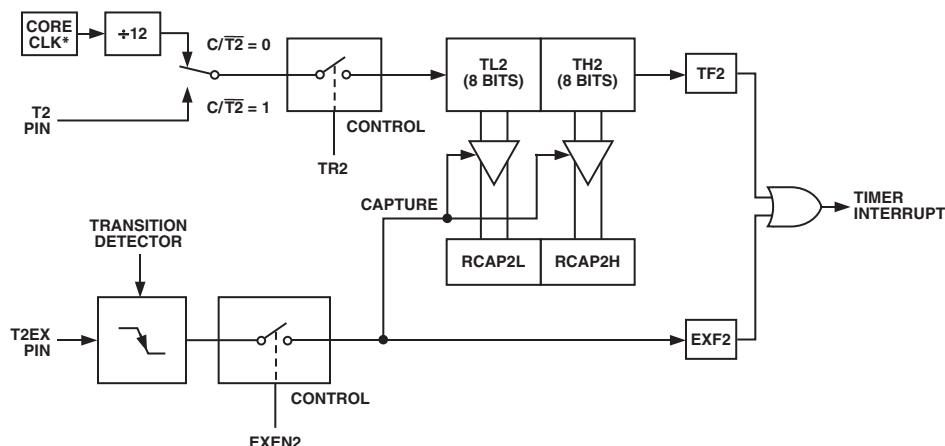 CORE
CLK*
÷12
C/T2̅ = 0
C/T2̅ = 1
T2
PIN
CONTROL
TR2
TL2
(8 BITS)
TH2
(8 BITS)
TF2
CAPTURE
RCAP2L
RCAP2H
TIMER
INTERRUPT
TRANSITION
DETECTOR
T2EX
PIN
CONTROL
EXEN2
EXF2